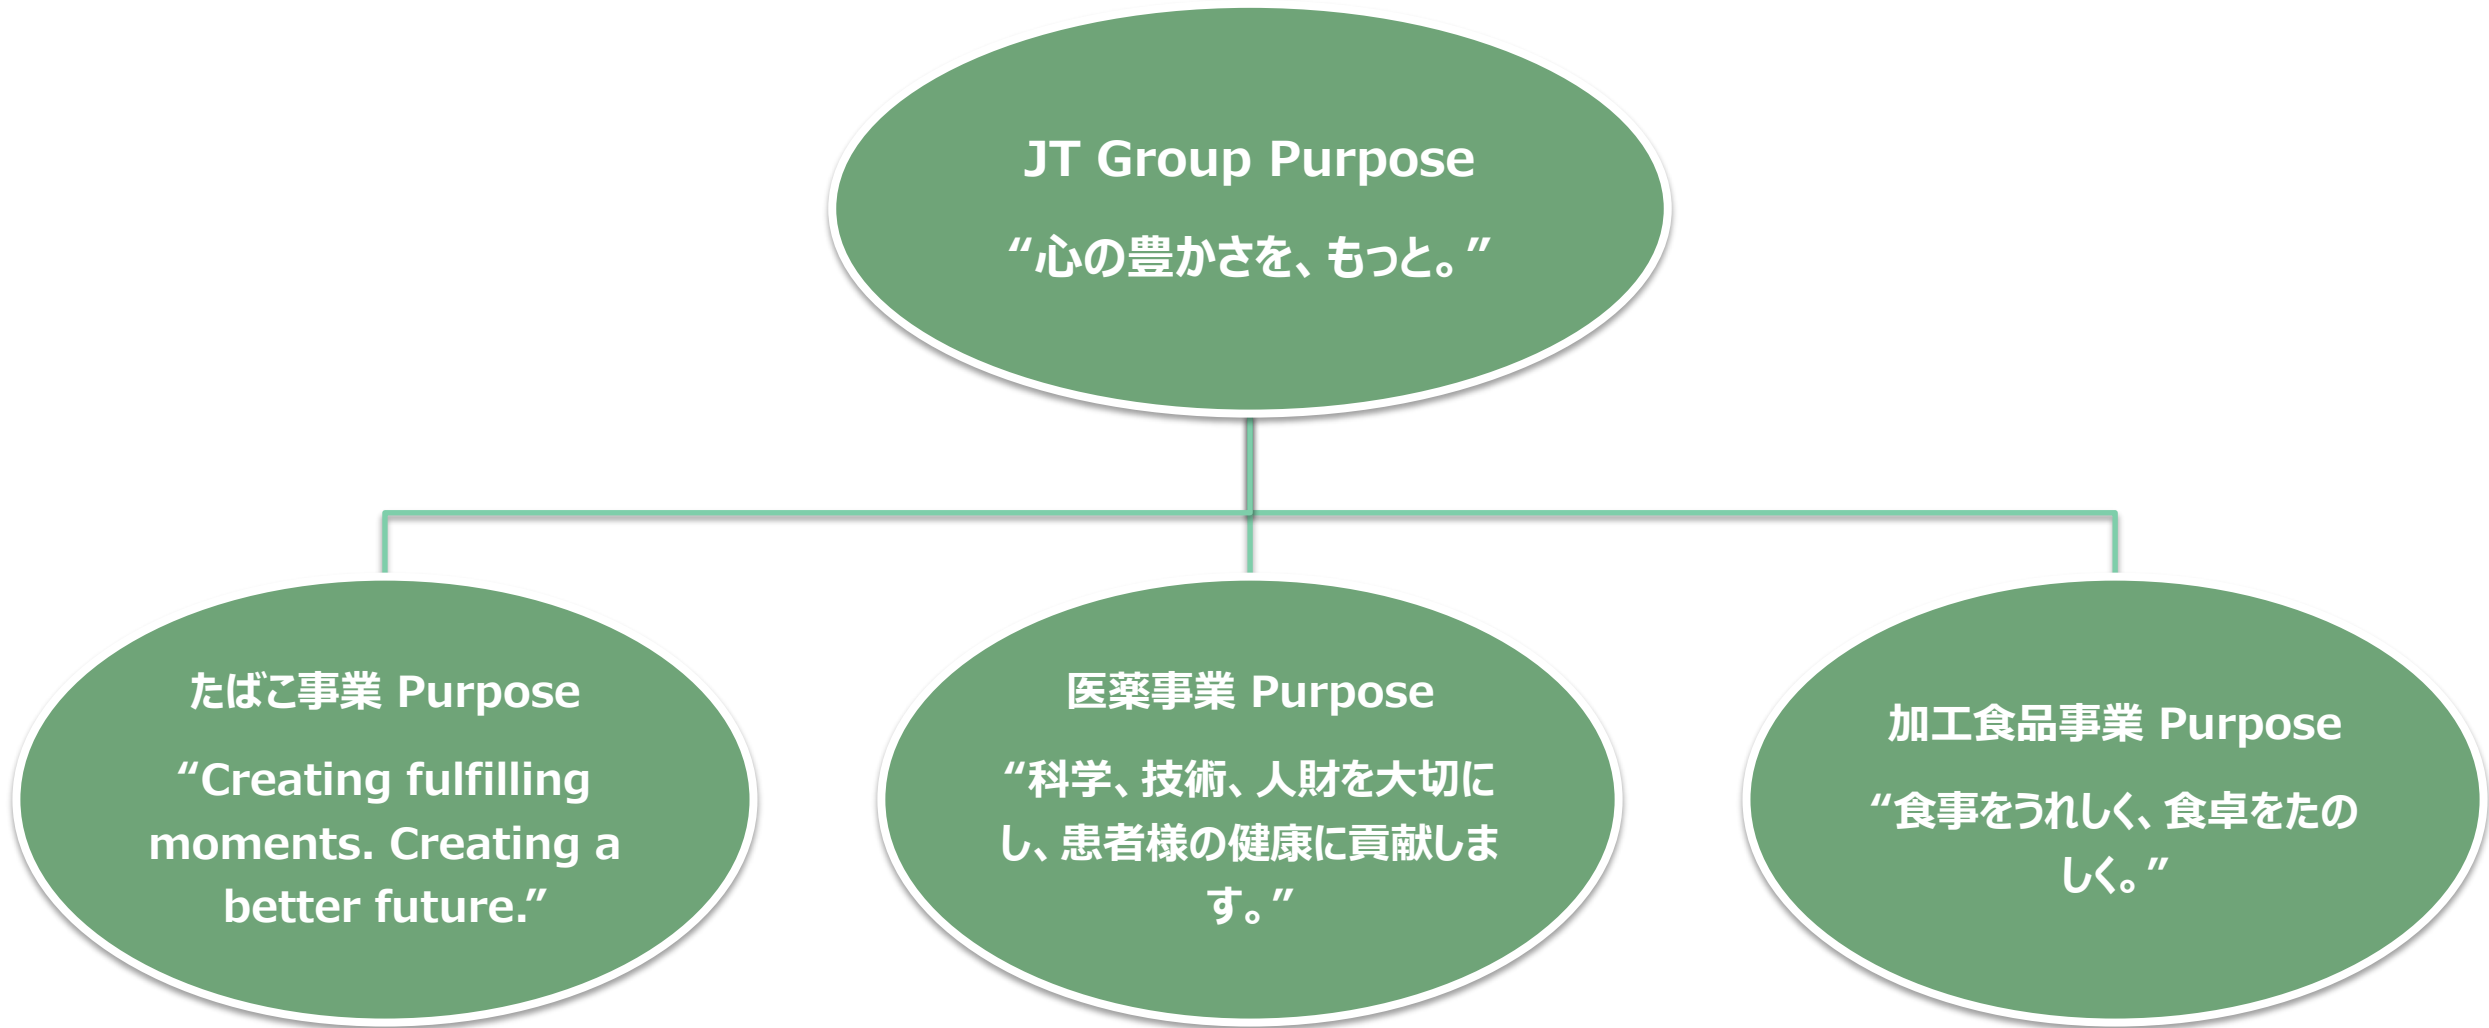 JT Group Purpose
“心の豊かさを、もっと。”
たばこ事業 Purpose
“Creating fulfilling
moments. Creating a
better future.”
医薬事業 Purpose
“科学、技術、人財を大切に
し、患者様の健康に貢献しま
す。”
加工食品事業 Purpose
“食事をうれしく、食卓をたの
しく。”